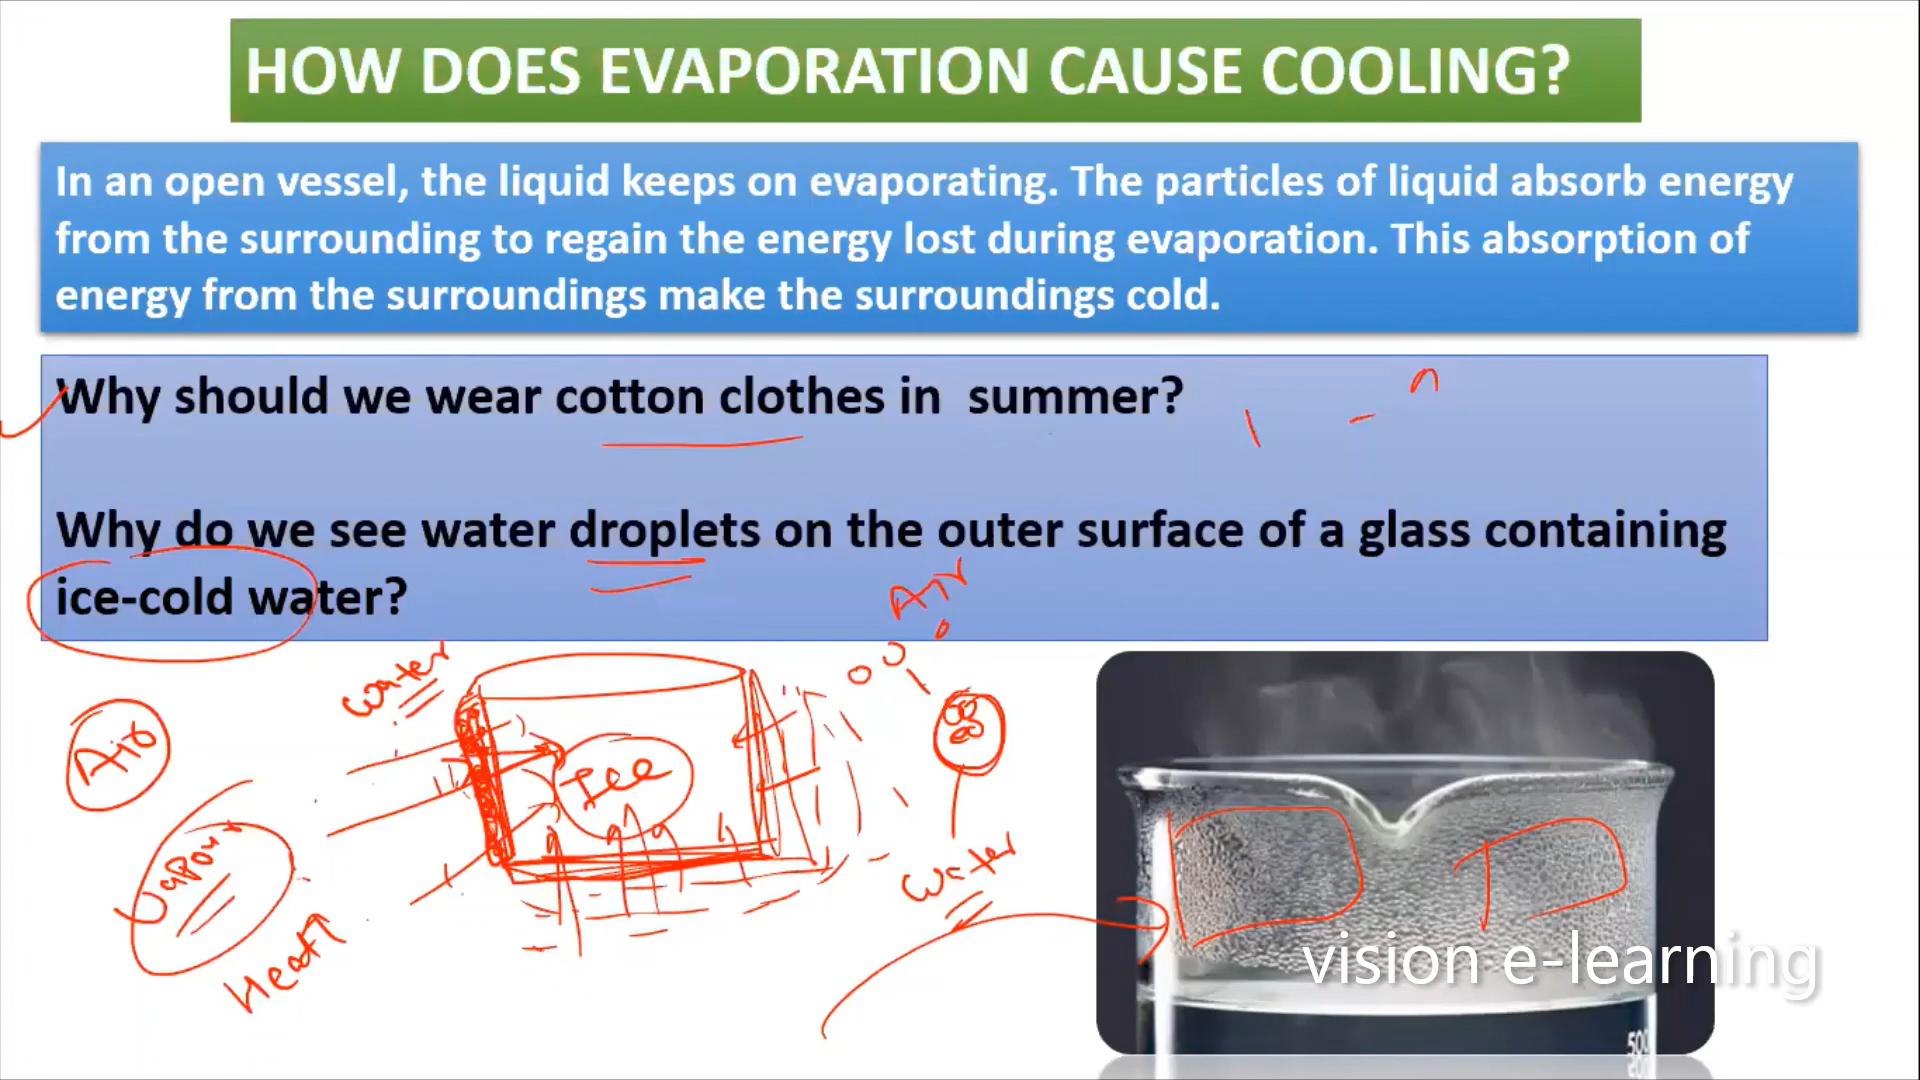 HOW DOES EVAPORATION CAUSE COOLING?
In an open vessel, the liquid keeps on evaporating. The particles of liquid absorb energy
from the surrounding to regain the energy lost during evaporation. This absorption of
energy from the surroundings make the surroundings cold.
Why should we wear cotton clothes in summer?
Why do we see water droplets on the outer surface of a glass containing
ice-cold water?
Air
water
Air
Ice
Vapour
water
Heat
vision e-learning
500